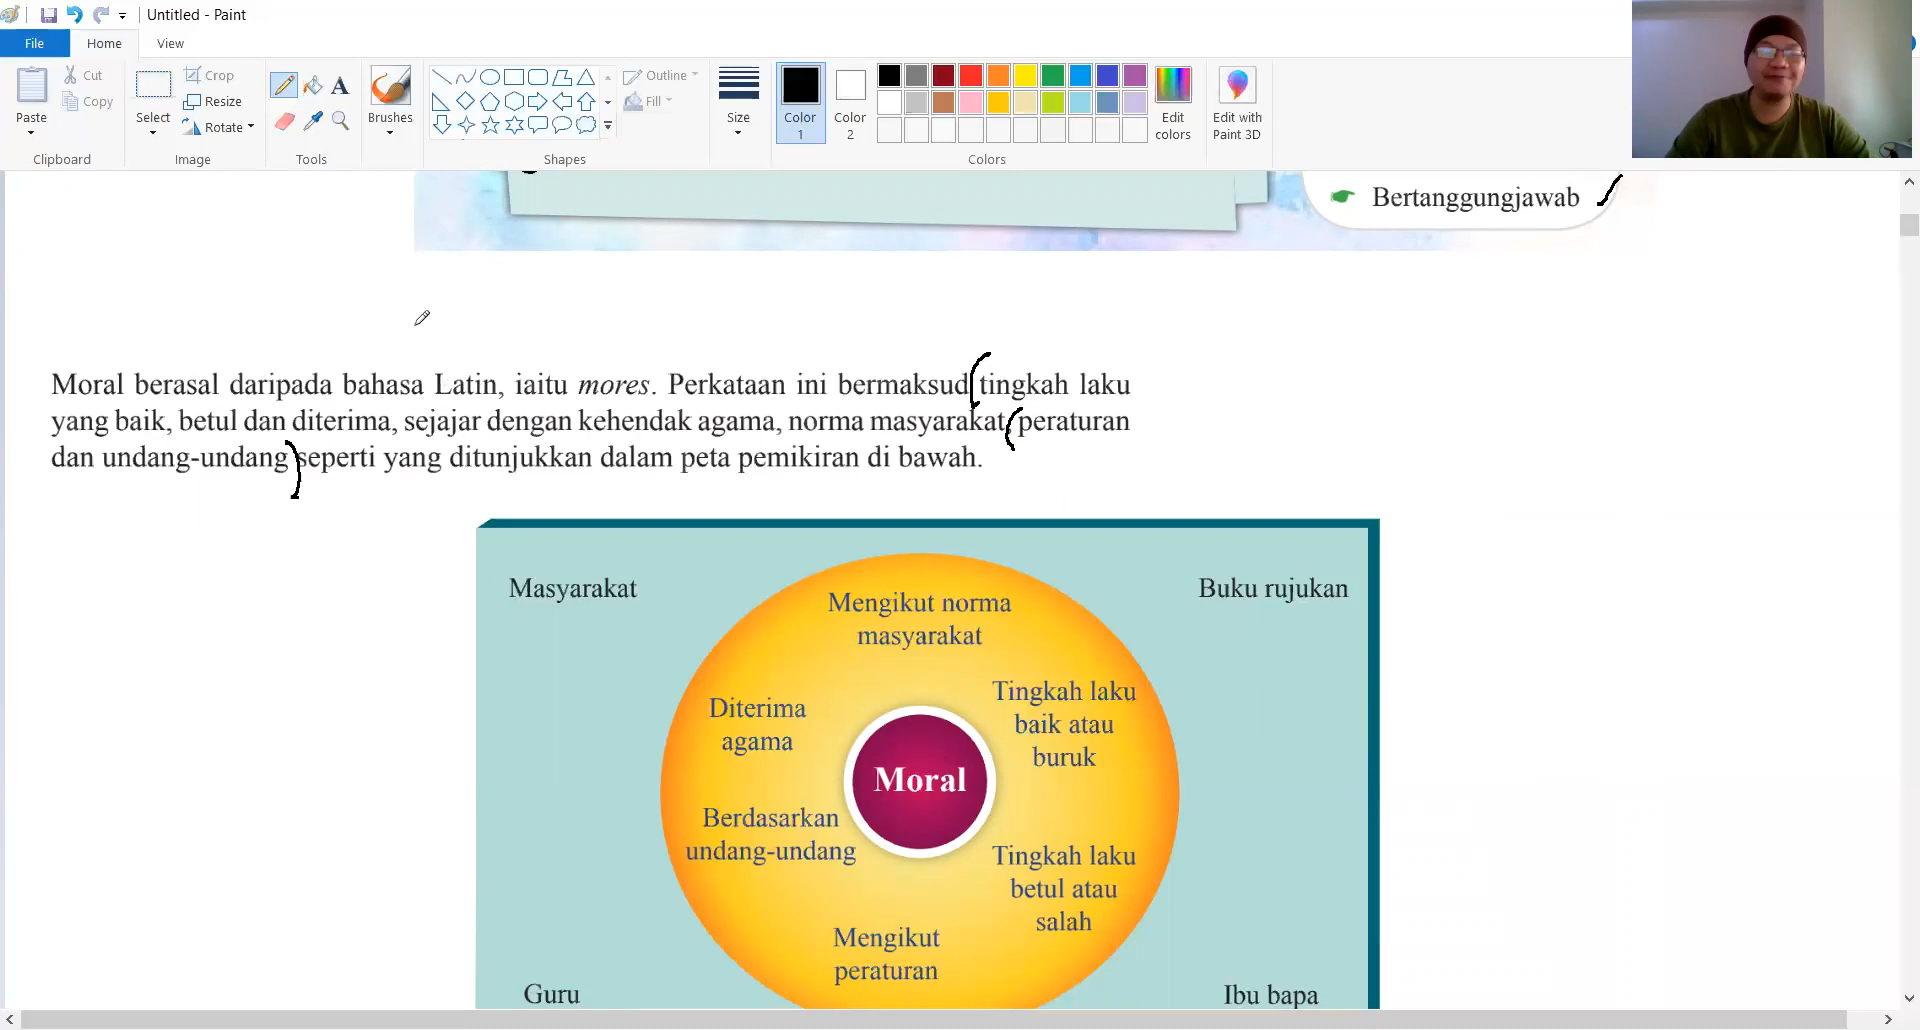 Untitled - Paint
File Home View
Paste
Cut
Copy
Clipboard
Select
Crop
Resize
Rotate
Image
Tools
Brushes
Shapes
Outline
Fill
Size
Color 1
Color 2
Colors
Edit colors
Edit with Paint 3D
Bertanggungjawab
Moral berasal daripada bahasa Latin, iaitu mores. Perkataan ini bermaksud tingkah laku
yang baik, betul dan diterima, sejajar dengan kehendak agama, norma masyarakat, peraturan
dan undang-undang seperti yang ditunjukkan dalam peta pemikiran di bawah.
Masyarakat
Buku rujukan
Mengikut norma
masyarakat
Diterima
agama
Tingkah laku
baik atau
buruk
Moral
Berdasarkan
undang-undang
Tingkah laku
betul atau
salah
Mengikut
peraturan
Guru
Ibu bapa